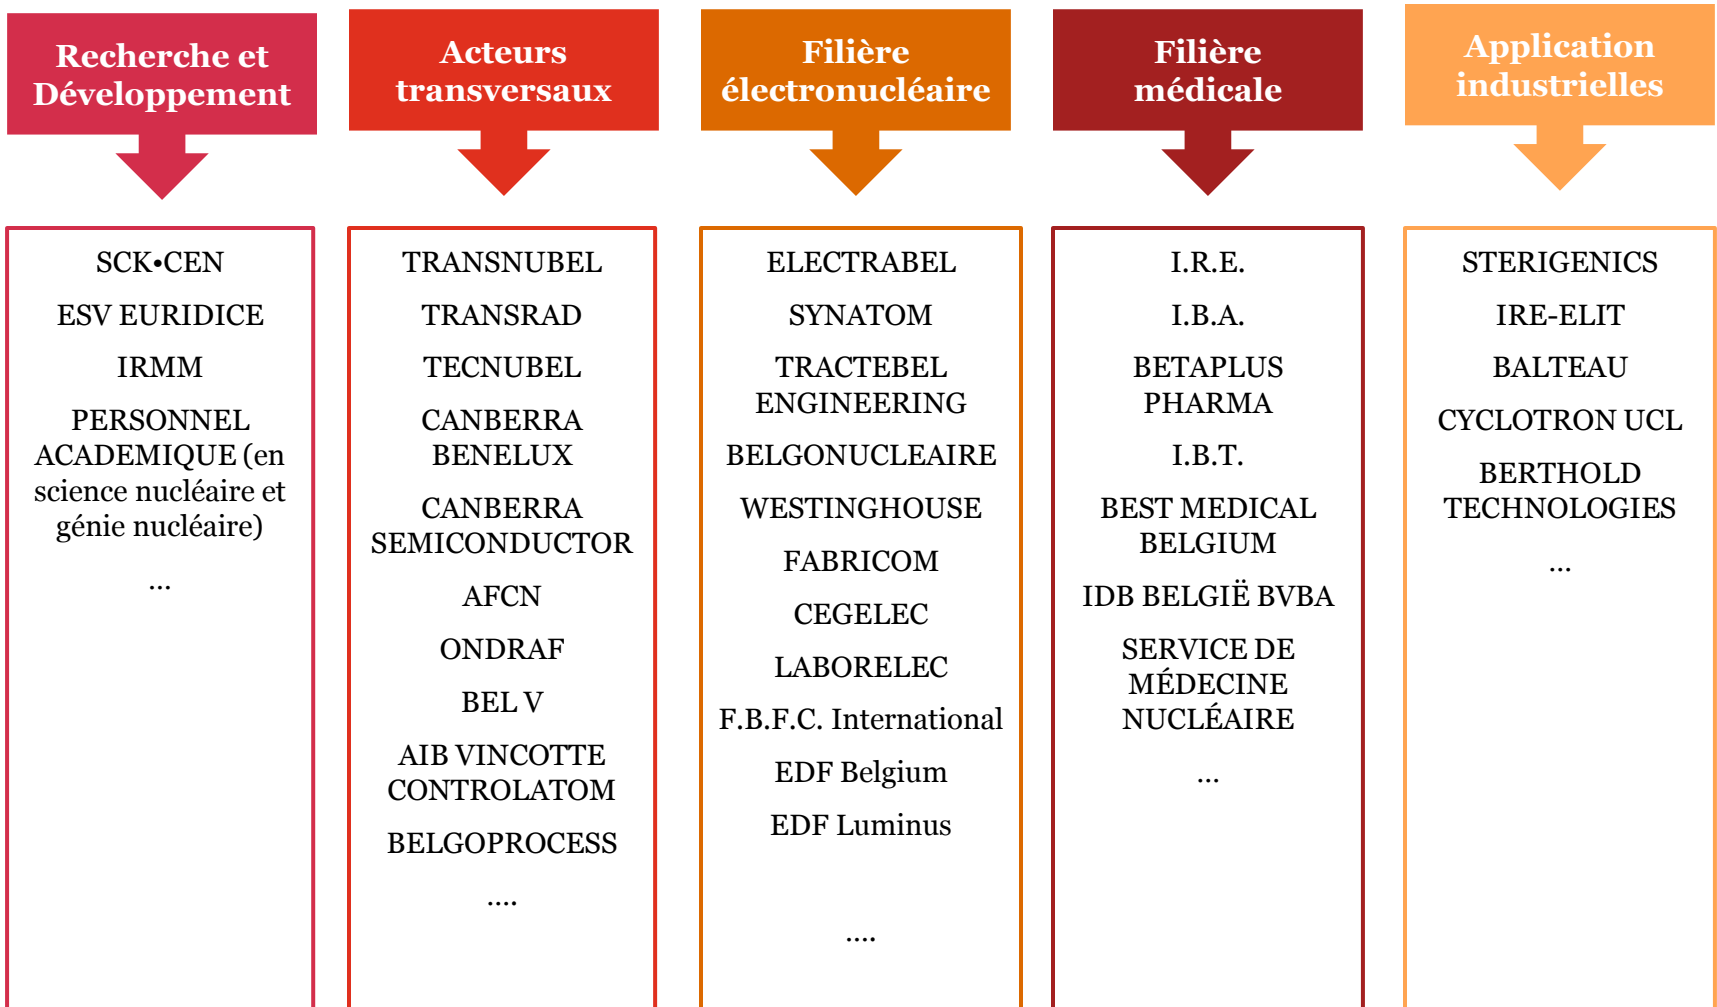 Recherche et
Développement
SCK•CEN
ESV EURIDICE
IRMM
PERSONNEL
ACADEMIQUE (en
science nucléaire et
génie nucléaire)
...
Acteurs
transversaux
TRANSNUBEL
TRANSRAD
TECNUBEL
CANBERRA
BENELUX
CANBERRA
SEMICONDUCTOR
AFCN
ONDRAF
BEL V
AIB VINCOTTE
CONTROLATOM
BELGOPROCESS
....
Filière
électronucléaire
ELECTRABEL
SYNATOM
TRACTEBEL
ENGINEERING
BELGONUCLEAIRE
WESTINGHOUSE
FABRICOM
CEGELEC
LABORELEC
F.B.F.C. International
EDF Belgium
EDF Luminus
....
Filière
médicale
I.R.E.
I.B.A.
BETAPLUS
PHARMA
I.B.T.
BEST MEDICAL
BELGIUM
IDB BELGIË BVBA
SERVICE DE
MÉDECINE
NUCLÉAIRE
...
Application
industrielles
STERIGENICS
IRE-ELIT
BALTEAU
CYCLOTRON UCL
BERTHOLD
TECHNOLOGIES
...